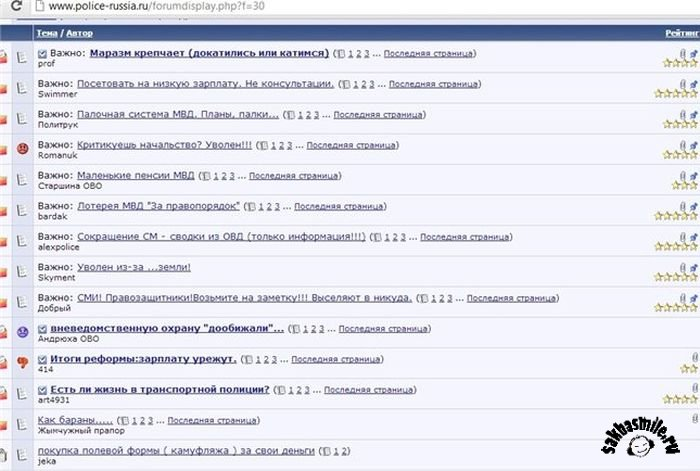 www.police-russia.ru/forumdisplay.php?f=30
Тема / Автор Рейтинг
Важно: Маразм крепчает (докатились или катимся) ( 1 2 3 ... Последняя страница)
prof
Важно: Посетовать на низкую зарплату. Не консультации. ( 1 2 3 ... Последняя страница)
Swimmer
Важно: Палочная система МВД. Планы, палки... ( 1 2 3 ... Последняя страница)
Политрук
Важно: Критикуешь начальство? Уволен!!! ( 1 2 3 ... Последняя страница)
Romanuk
Важно: Маленькие пенсии МВД ( 1 2 3 ... Последняя страница)
Старшина ОВО
Важно: Лотерея МВД "За правопорядок" ( 1 2 3 ... Последняя страница)
bardak
Важно: Сокращение СМ - сводки из ОВД (только информация!!!) ( 1 2 3 ... Последняя страница)
alexpolice
Важно: Уволен из-за ...земли!
Skyment
Важно: СМИ! Правозащитники!Возьмите на заметку!!! Выселяют в никуда. ( 1 2 3 ... Последняя страница)
Добрый
вневедомственную охрану "дообижали"... ( 1 2 3 ... Последняя страница)
Андрюха ОВО
Итоги реформы:зарплату урежут. ( 1 2 3 ... Последняя страница)
414
Есть ли жизнь в транспортной полиции? ( 1 2 3 ... Последняя страница)
art4931
Как бараны..... ( 1 2 3 ... Последняя страница)
Жымчужный прапор
покупка полевой формы ( камуфляжа ) за свои деньги ( 1 2)
jeka
sakhasmile.ru